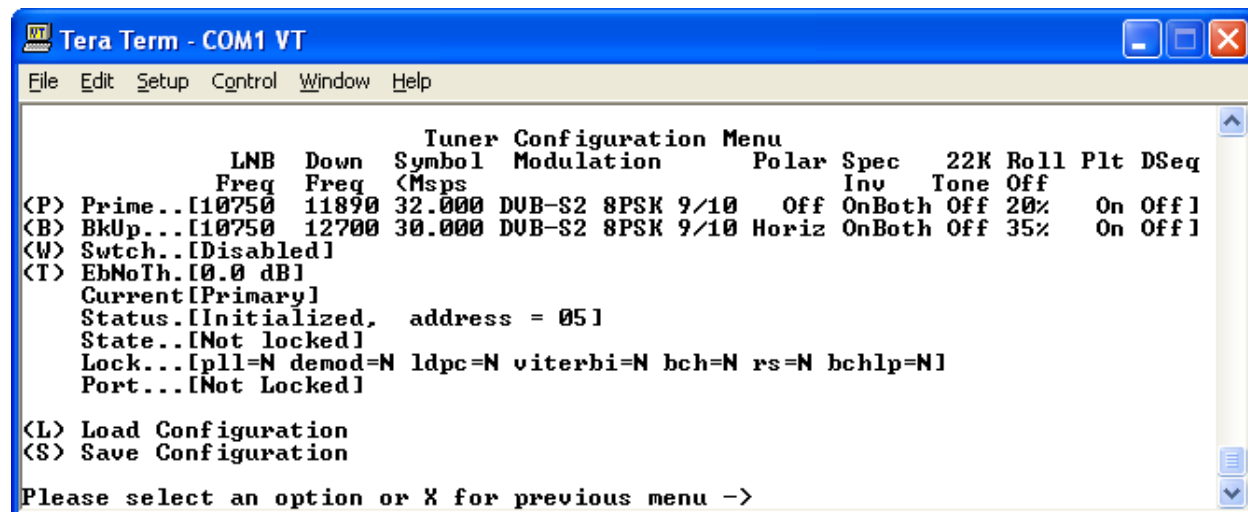 Tera Term - COM1 VT
File Edit Setup Control Window Help
Tuner Configuration Menu
LNB Down Symbol Modulation Polar Spec 22K Roll Plt DSeq
Freq Freq (Msps Inv Tone Off
(P) Prime..[10750 11890 32.000 DVB-S2 8PSK 9/10 Off OnBoth Off 20% On Off]
(B) BkUp...[10750 12700 30.000 DVB-S2 8PSK 9/10 Horiz OnBoth Off 35% On Off]
(W) Swtch..[Disabled]
(T) EbNoTh.[0.0 dB]
Current[Primary]
Status.[Initialized, address = 05]
State..[Not locked]
Lock...[pll=N demod=N ldpc=N viterbi=N bch=N rs=N bchlp=N]
Port...[Not Locked]
(L) Load Configuration
(S) Save Configuration
Please select an option or X for previous menu ->